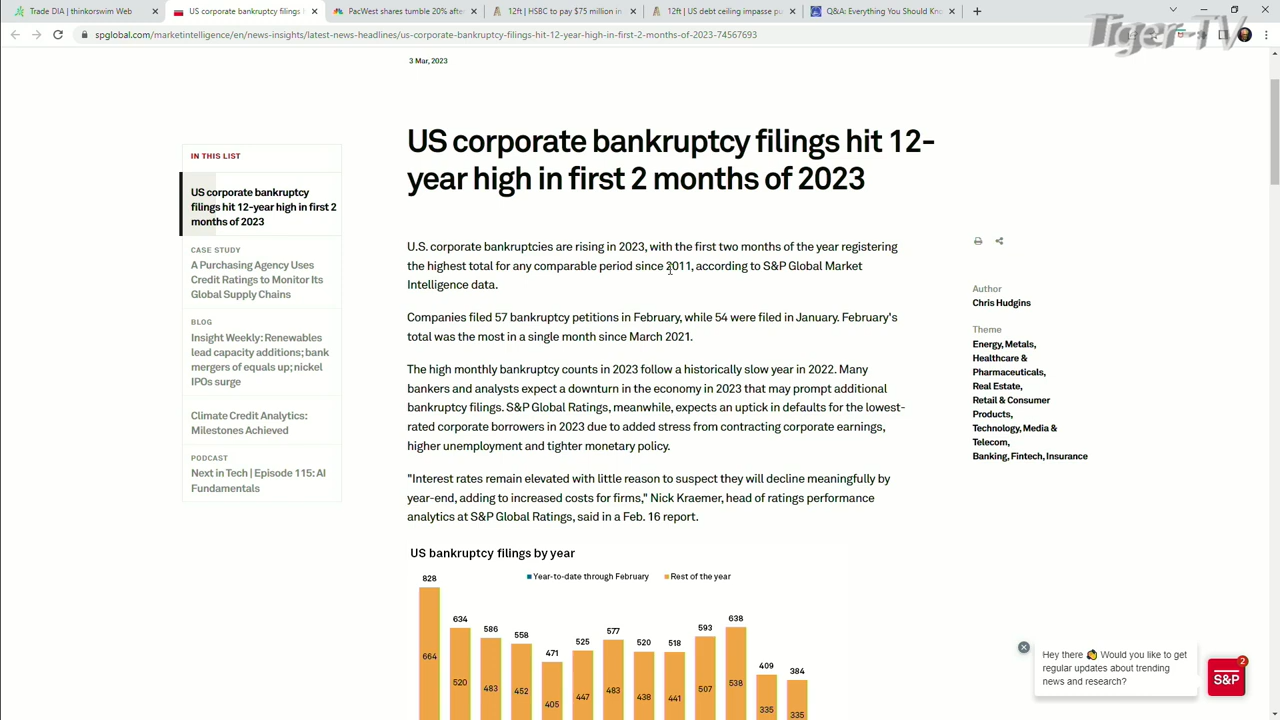 Trade DIA | thinkorswim Web
US corporate bankruptcy filings h
PacWest shares tumble 20% after
12ft | HSBC to pay $75 million in
12ft | US debt ceiling impasse pu
Q&A: Everything You Should Kno
Tiger-TV
spglobal.com/marketintelligence/en/news-insights/latest-news-headlines/us-corporate-bankruptcy-filings-hit-12-year-high-in-first-2-months-of-2023-74567693
3 Mar, 2023
US corporate bankruptcy filings hit 12-
year high in first 2 months of 2023
IN THIS LIST
US corporate bankruptcy
filings hit 12-year high in first 2
months of 2023
CASE STUDY
A Purchasing Agency Uses
Credit Ratings to Monitor Its
Global Supply Chains
BLOG
Insight Weekly: Renewables
lead capacity additions; bank
mergers of equals up; nickel
IPOs surge
Climate Credit Analytics:
Milestones Achieved
PODCAST
Next in Tech | Episode 115: AI
Fundamentals
U.S. corporate bankruptcies are rising in 2023, with the first two months of the year registering
the highest total for any comparable period since 2011, according to S&P Global Market
Intelligence data.
Companies filed 57 bankruptcy petitions in February, while 54 were filed in January. February's
total was the most in a single month since March 2021.
The high monthly bankruptcy counts in 2023 follow a historically slow year in 2022. Many
bankers and analysts expect a downturn in the economy in 2023 that may prompt additional
bankruptcy filings. S&P Global Ratings, meanwhile, expects an uptick in defaults for the lowest-
rated corporate borrowers in 2023 due to added stress from contracting corporate earnings,
higher unemployment and tighter monetary policy.
"Interest rates remain elevated with little reason to suspect they will decline meaningfully by
year-end, adding to increased costs for firms," Nick Kraemer, head of ratings performance
analytics at S&P Global Ratings, said in a Feb. 16 report.
Author
Chris Hudgins
Theme
Energy, Metals,
Healthcare &
Pharmaceuticals,
Real Estate,
Retail & Consumer
Products,
Technology, Media &
Telecom,
Banking, Fintech, Insurance
US bankruptcy filings by year
Year-to-date through February
Rest of the year
828 634 586 558 471 525 577 520 518 593 638 409 384
664 520 483 452 405 447 483 438 441 507 538 335 335
Hey there 👋 Would you like to get
regular updates about trending
news and research?
S&P
2